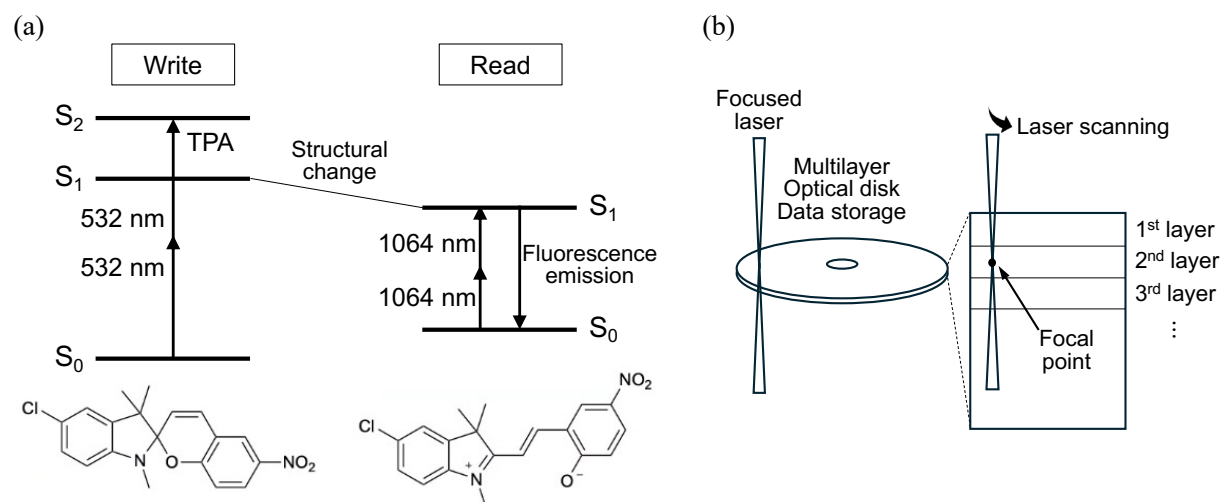 (a)
Write
Read
S₂
TPA
S₁
Structural
change
532 nm
532 nm
S₁
1064 nm
Fluorescence
emission
1064 nm
S₀
S₀
Cl
N
O
NO₂
Cl
N
+
O⁻
NO₂
(b)
Focused
laser
Laser scanning
Multilayer
Optical disk
Data storage
1st layer
2nd layer
3rd layer
⋮
Focal
point